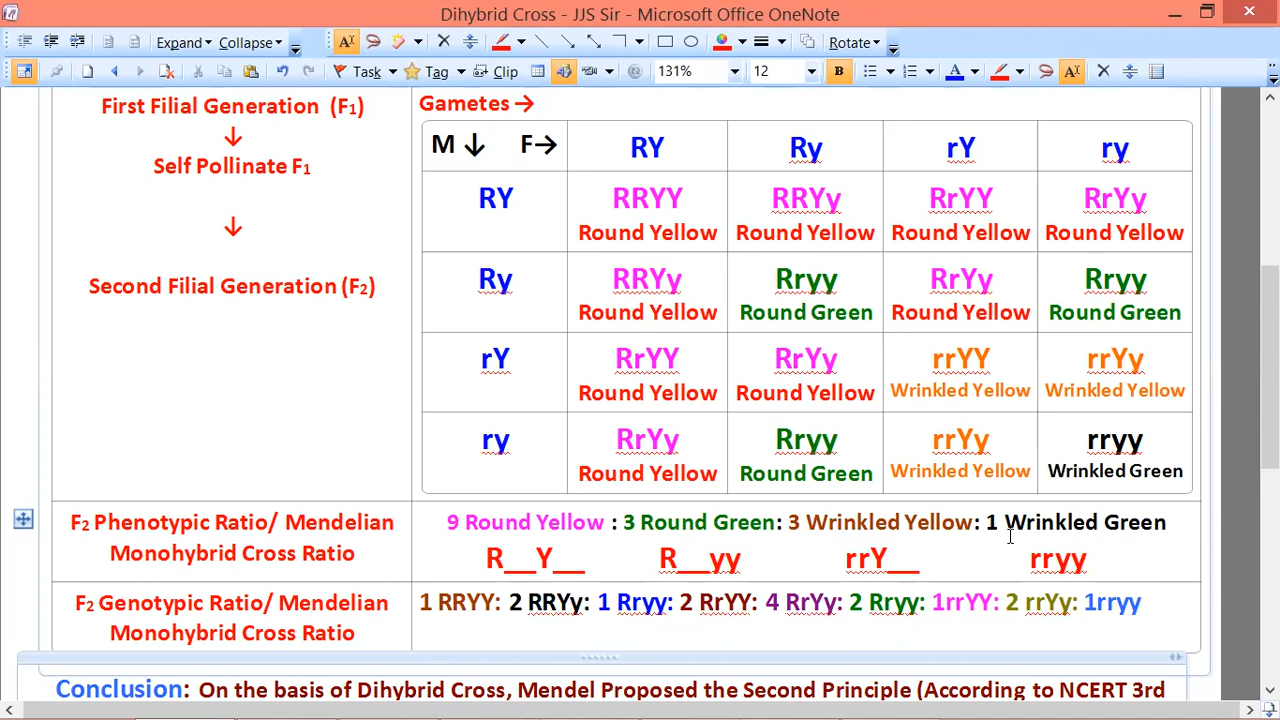 Dihybrid Cross - JJS Sir - Microsoft Office OneNote
Expand Collapse Rotate
Task Tag Clip 131% 12 B A
First Filial Generation (F1)
↓
Self Pollinate F1
↓
Second Filial Generation (F2)
Gametes →
M ↓ F→ RY Ry rY ry
RY RRYY RRYy RrYY RrYy
Round Yellow Round Yellow Round Yellow Round Yellow
Ry RRYy Rryy RrYy Rryy
Round Yellow Round Green Round Yellow Round Green
rY RrYY RrYy rrYY rrYy
Round Yellow Round Yellow Wrinkled Yellow Wrinkled Yellow
ry RrYy Rryy rrYy rryy
Round Yellow Round Green Wrinkled Yellow Wrinkled Green
F2 Phenotypic Ratio/ Mendelian
Monohybrid Cross Ratio
9 Round Yellow : 3 Round Green: 3 Wrinkled Yellow: 1 Wrinkled Green
R__Y__ R__yy rrY__ rryy
F2 Genotypic Ratio/ Mendelian
Monohybrid Cross Ratio
1 RRYY: 2 RRYy: 1 Rryy: 2 RrYY: 4 RrYy: 2 Rryy: 1rrYY: 2 rrYy: 1rryy
Conclusion: On the basis of Dihybrid Cross, Mendel Proposed the Second Principle (According to NCERT 3rd